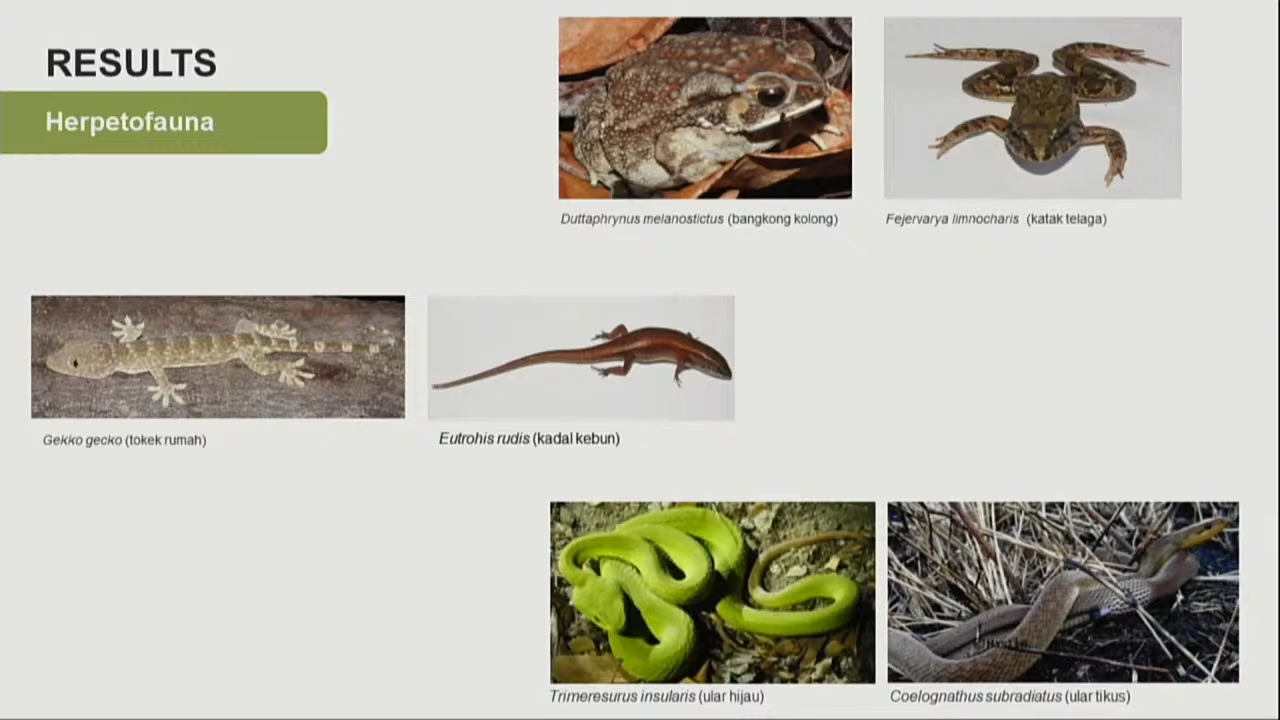 RESULTS
Herpetofauna
Duttaphrynus melanostictus (bangkong kolong)
Fejervarya limnocharis (katak telaga)
Gekko gecko (tokek rumah)
Eutrohis rudis (kadal kebun)
Trimeresurus insularis (ular hijau)
Coelognathus subradiatus (ular tikus)